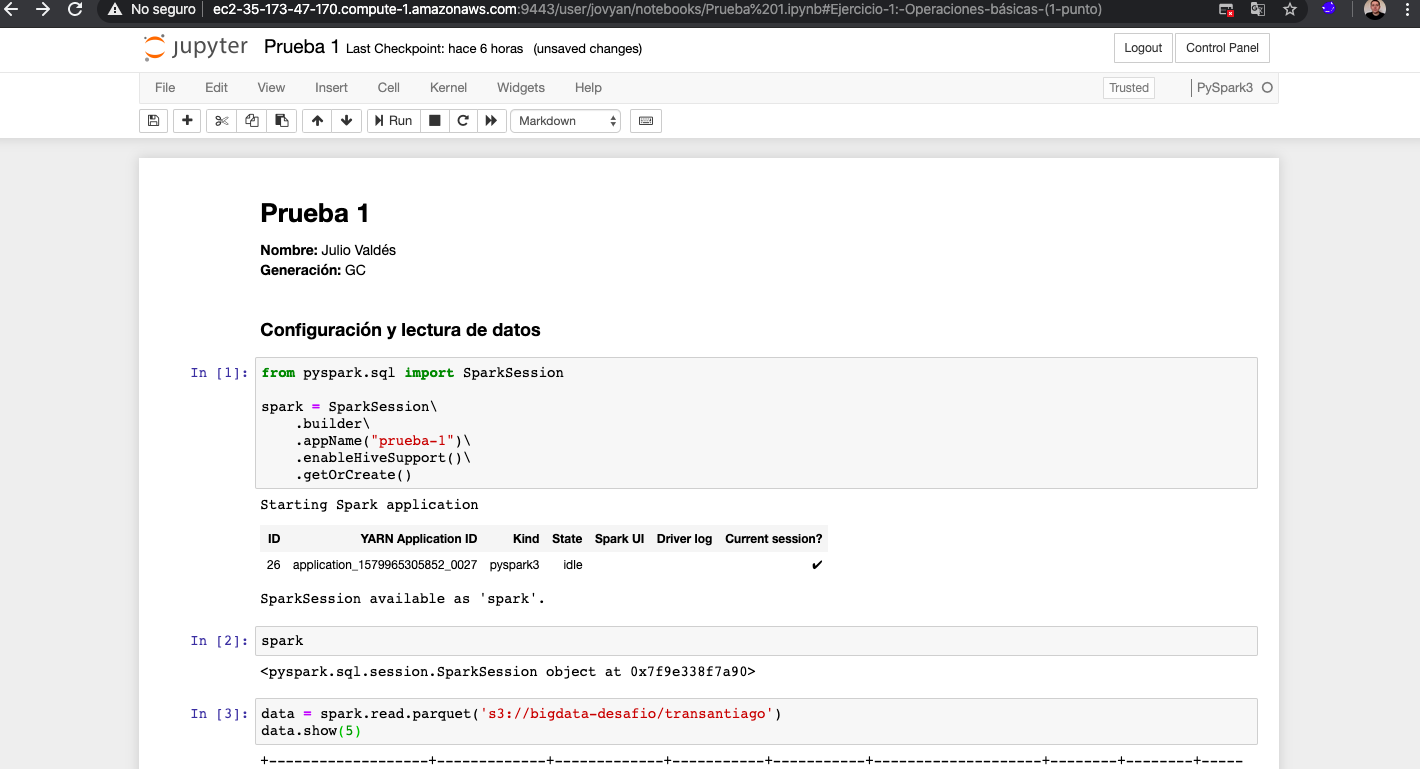 No seguro
ec2-35-173-47-170.compute-1.amazonaws.com:9443/user/jovyan/notebooks/Prueba%201.ipynb#Ejercicio-1:-Operaciones-básicas-(1-punto)
jupyter Prueba 1 Last Checkpoint: hace 6 horas (unsaved changes)
Logout Control Panel
File Edit View Insert Cell Kernel Widgets Help
Trusted PySpark3
Run Markdown
Prueba 1
Nombre: Julio Valdés
Generación: GC
Configuración y lectura de datos
In [1]: from pyspark.sql import SparkSession
spark = SparkSession\
.builder\
.appName("prueba-1")\
.enableHiveSupport()\
.getOrCreate()
Starting Spark application
ID YARN Application ID Kind State Spark UI Driver log Current session?
26 application_1579965305852_0027 pyspark3 idle ✔
SparkSession available as 'spark'.
In [2]: spark
<pyspark.sql.session.SparkSession object at 0x7f9e338f7a90>
In [3]: data = spark.read.parquet('s3://bigdata-desafio/transantiago')
data.show(5)
+-------------------+-------------+-------------+-----------+-----------+--------------------+--------+--------+-----